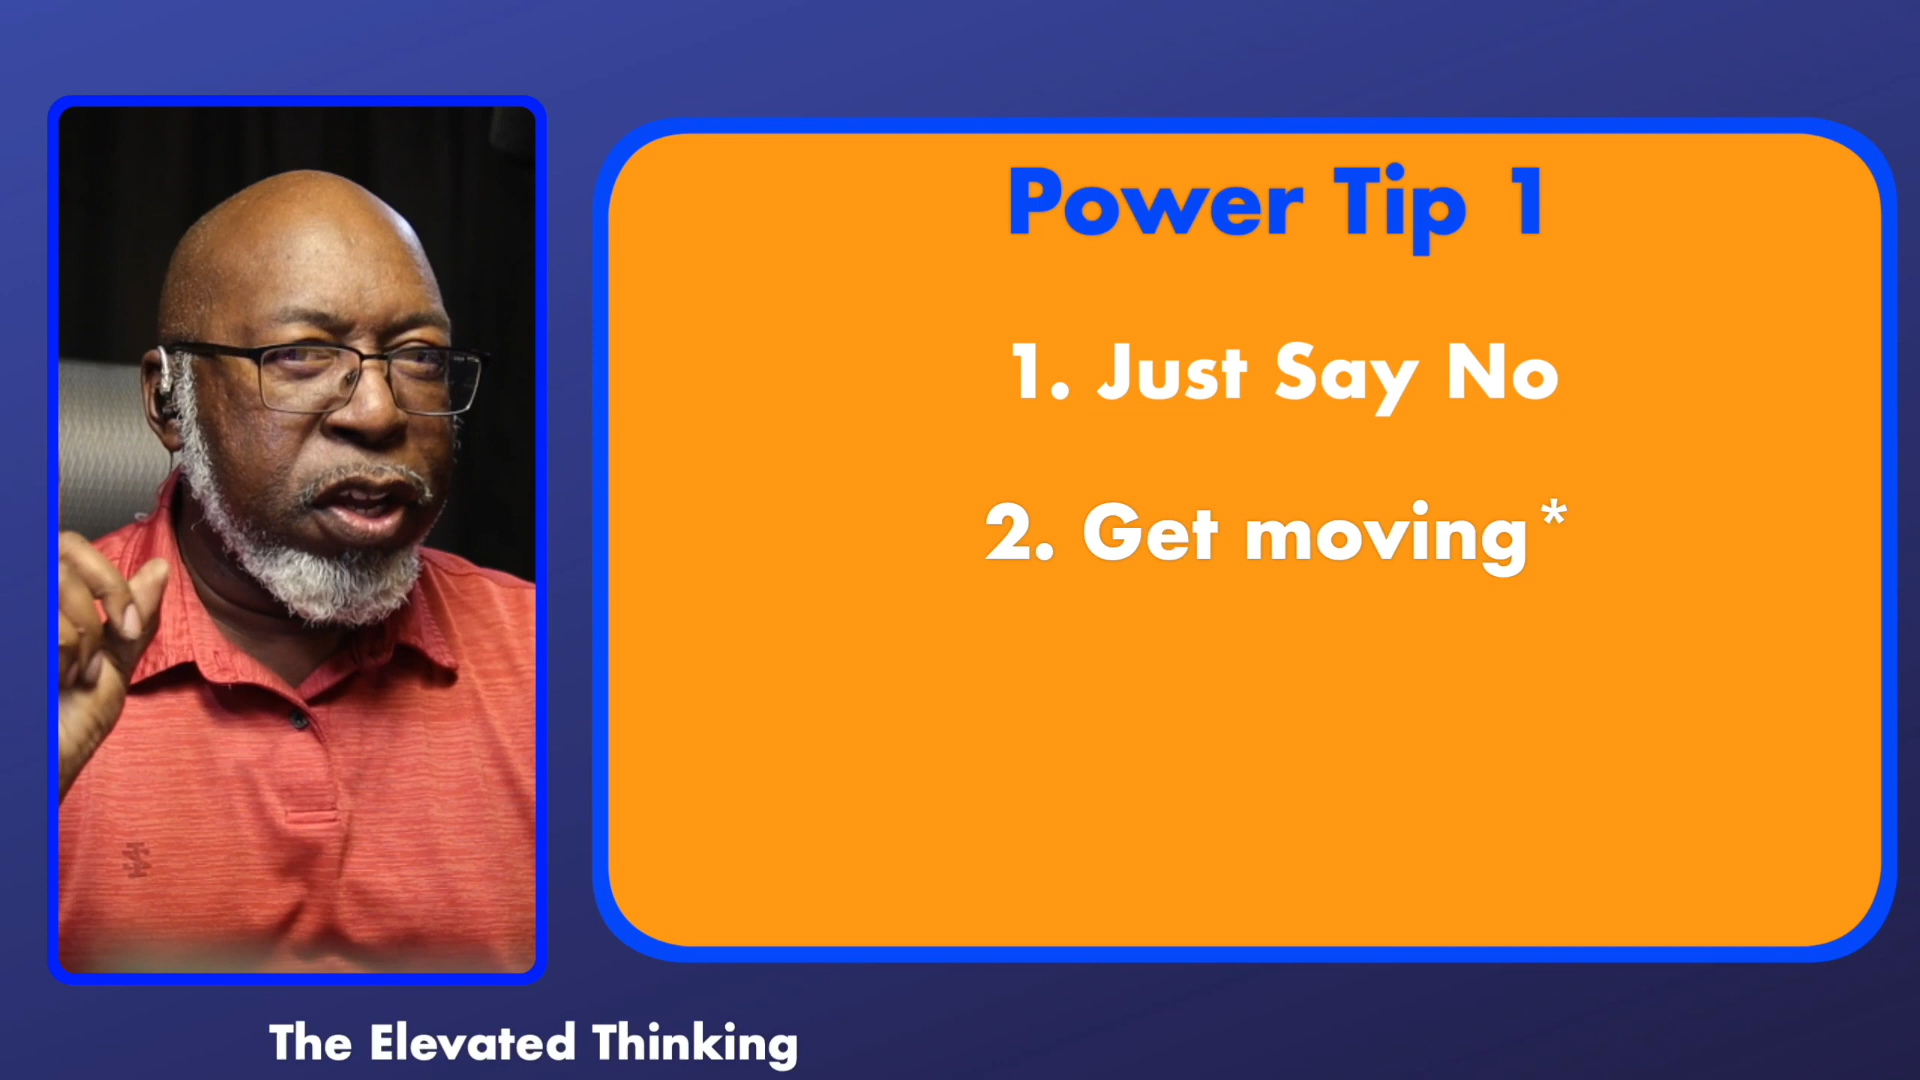 Power Tip 1
1. Just Say No
2. Get moving*
The Elevated Thinking